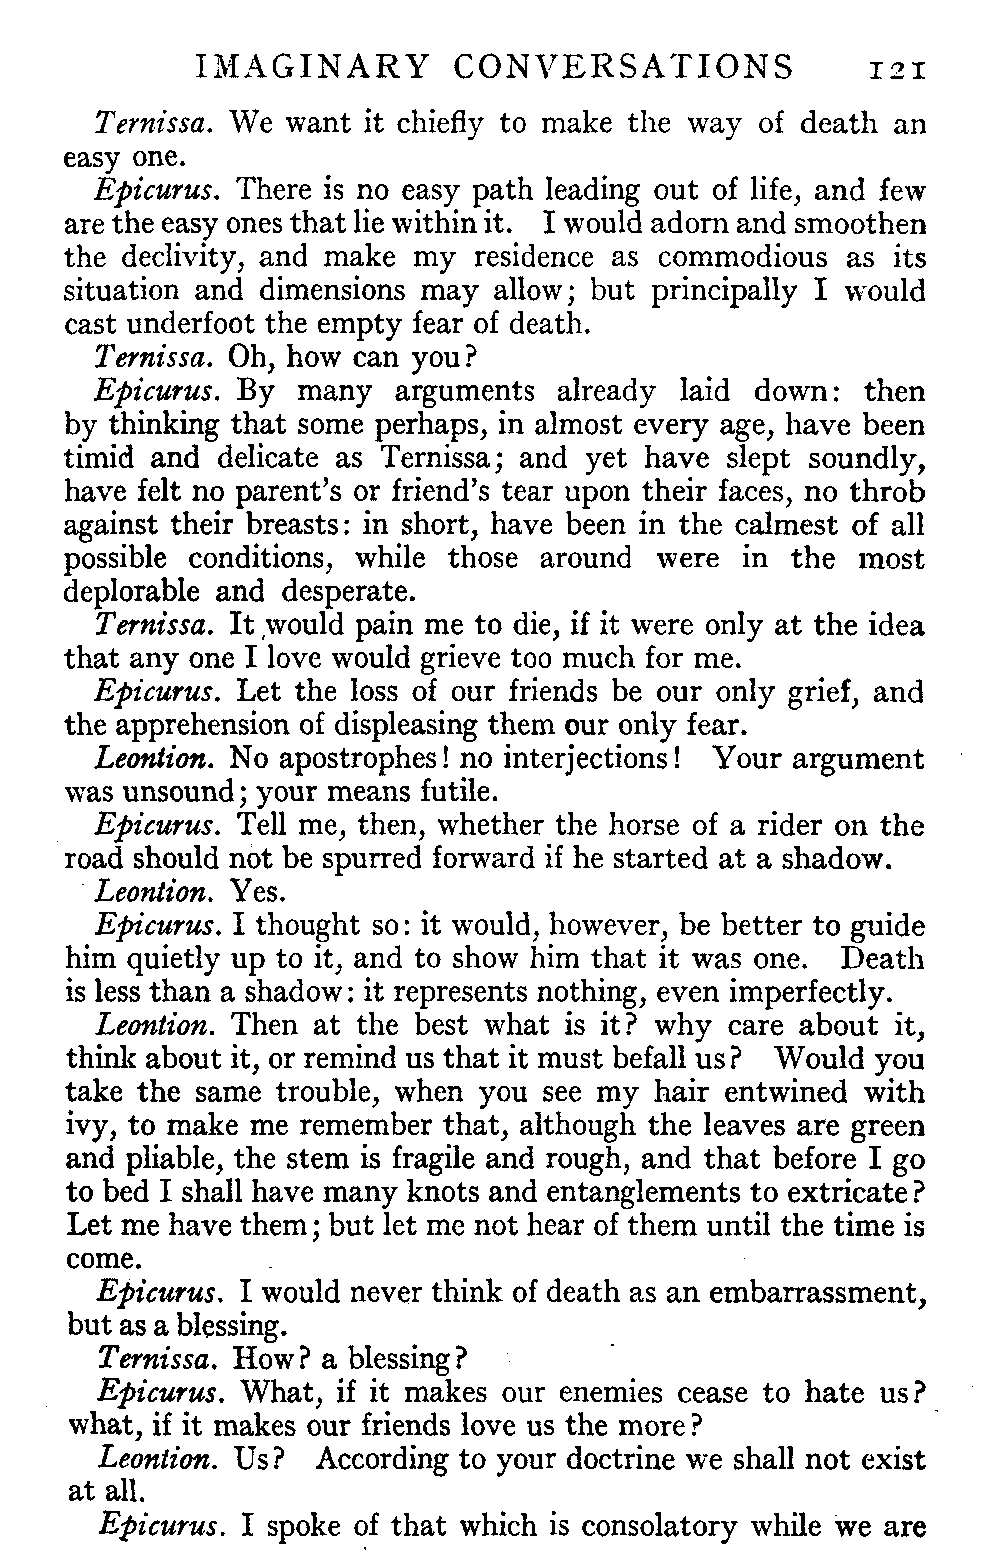 IMAGINARY CONVERSATIONS 121
Ternissa. We want it chiefly to make the way of death an
easy one.
Epicurus. There is no easy path leading out of life, and few
are the easy ones that lie within it. I would adorn and smoothen
the declivity, and make my residence as commodious as its
situation and dimensions may allow; but principally I would
cast underfoot the empty fear of death.
Ternissa. Oh, how can you?
Epicurus. By many arguments already laid down: then
by thinking that some perhaps, in almost every age, have been
timid and delicate as Ternissa; and yet have slept soundly,
have felt no parent's or friend's tear upon their faces, no throb
against their breasts: in short, have been in the calmest of all
possible conditions, while those around were in the most
deplorable and desperate.
Ternissa. It would pain me to die, if it were only at the idea
that any one I love would grieve too much for me.
Epicurus. Let the loss of our friends be our only grief, and
the apprehension of displeasing them our only fear.
Leontion. No apostrophes! no interjections! Your argument
was unsound; your means futile.
Epicurus. Tell me, then, whether the horse of a rider on the
road should not be spurred forward if he started at a shadow.
Leontion. Yes.
Epicurus. I thought so: it would, however, be better to guide
him quietly up to it, and to show him that it was one. Death
is less than a shadow: it represents nothing, even imperfectly.
Leontion. Then at the best what is it? why care about it,
think about it, or remind us that it must befall us? Would you
take the same trouble, when you see my hair entwined with
ivy, to make me remember that, although the leaves are green
and pliable, the stem is fragile and rough, and that before I go
to bed I shall have many knots and entanglements to extricate?
Let me have them; but let me not hear of them until the time is
come.
Epicurus. I would never think of death as an embarrassment,
but as a blessing.
Ternissa. How? a blessing?
Epicurus. What, if it makes our enemies cease to hate us?
what, if it makes our friends love us the more?
Leontion. Us? According to your doctrine we shall not exist
at all.
Epicurus. I spoke of that which is consolatory while we are